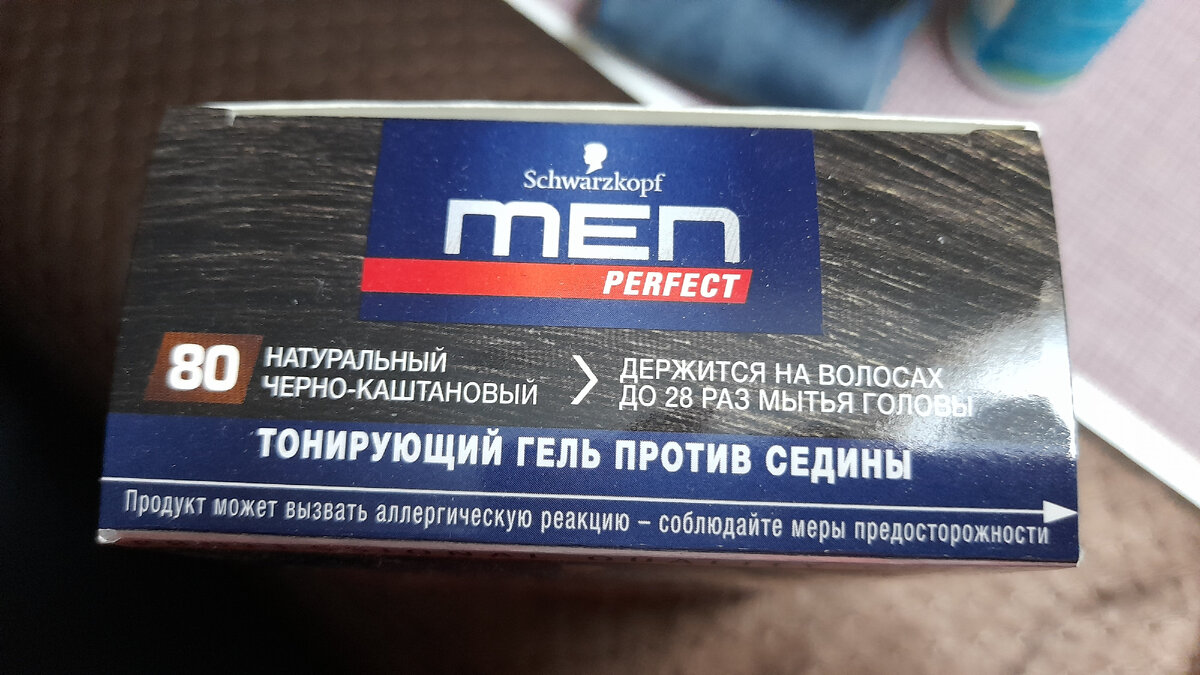 Schwarzkopf
MEN
PERFECT
80
НАТУРАЛЬНЫЙ
ЧЕРНО-КАШТАНОВЫЙ
ДЕРЖИТСЯ НА ВОЛОСАХ
ДО 28 РАЗ МЫТЬЯ ГОЛОВЫ
ТОНИРУЮЩИЙ ГЕЛЬ ПРОТИВ СЕДИНЫ
Продукт может вызвать аллергическую реакцию – соблюдайте меры предосторожности